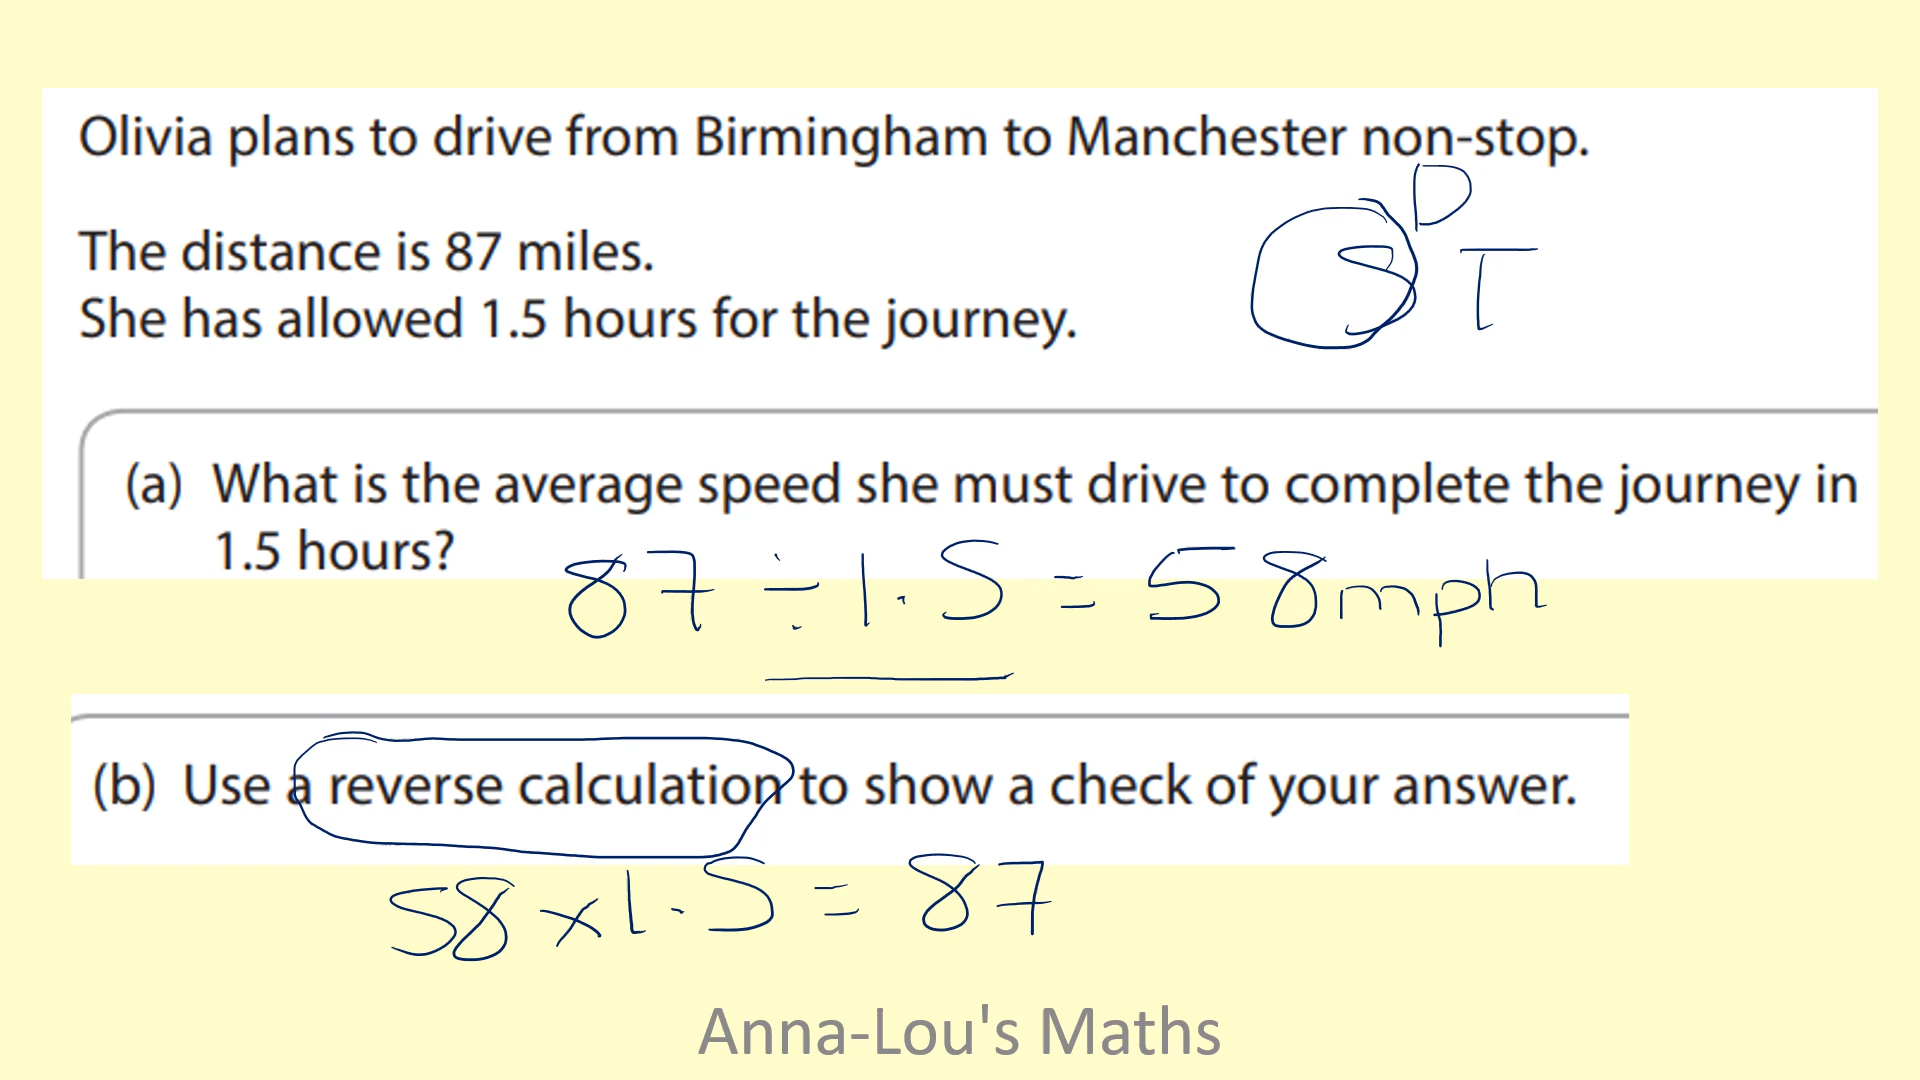 Olivia plans to drive from Birmingham to Manchester non-stop.
D
S T
The distance is 87 miles.
She has allowed 1.5 hours for the journey.
(a) What is the average speed she must drive to complete the journey in
1.5 hours?
87 ÷ 1.5 = 58mph
(b) Use a reverse calculation to show a check of your answer.
58 x 1.5 = 87
Anna-Lou's Maths